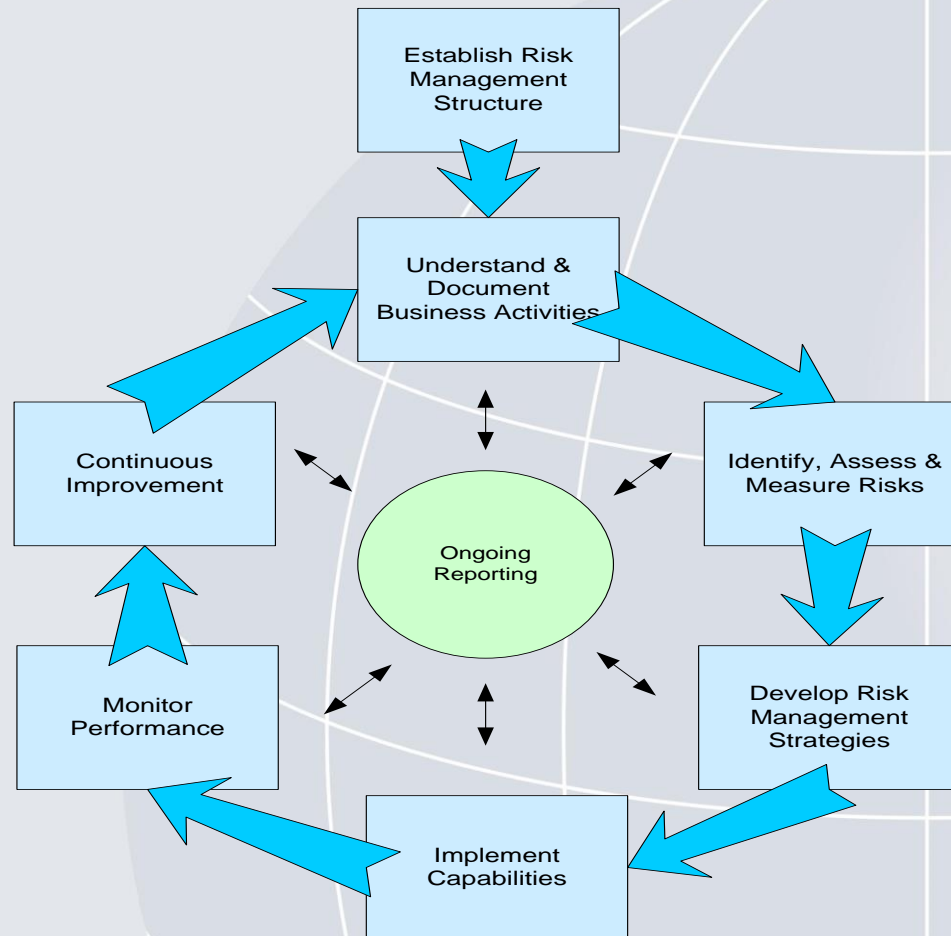 Establish Risk
Management
Structure
Understand &
Document
Business Activities
Identify, Assess &
Measure Risks
Develop Risk
Management
Strategies
Implement
Capabilities
Monitor
Performance
Continuous
Improvement
Ongoing
Reporting